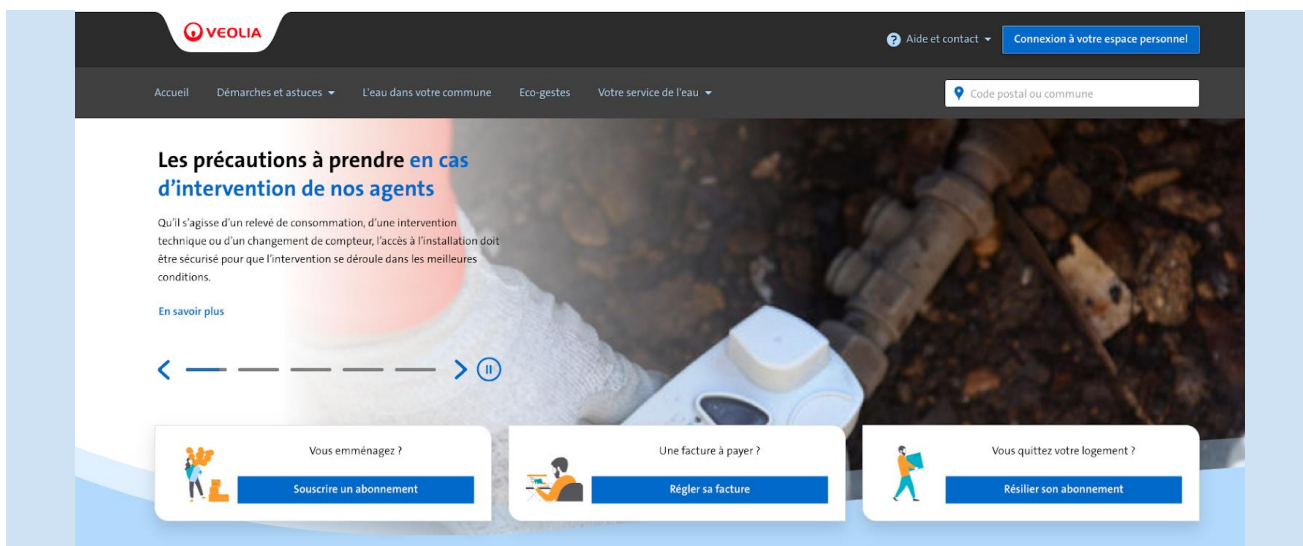 VEOLIA
Aide et contact
Connexion à votre espace personnel
Accueil
Démarches et astuces
L'eau dans votre commune
Eco-gestes
Votre service de l'eau
Code postal ou commune
Les précautions à prendre en cas
d'intervention de nos agents
Qu'il s'agisse d'un relevé de consommation, d'une intervention
technique ou d'un changement de compteur, l'accès à l'installation doit
être sécurisé pour que l'intervention se déroule dans les meilleures
conditions.
En savoir plus
Vous emménagez ?
Souscrire un abonnement
Une facture à payer ?
Régler sa facture
Vous quittez votre logement ?
Résilier son abonnement